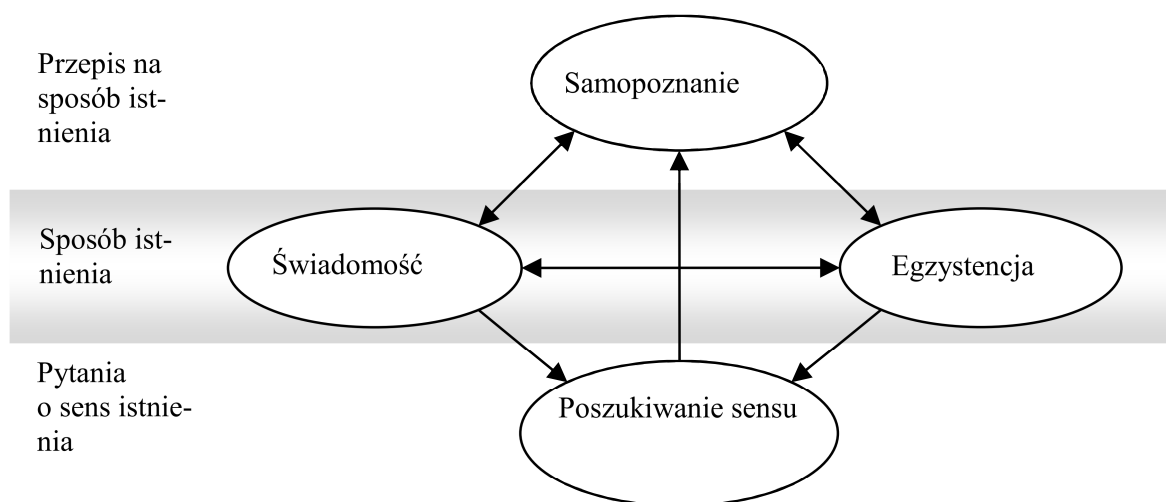 Przepis na
sposób ist-
nienia
Samopoznanie
Sposób ist-
nienia
Świadomość
Egzystencja
Pytania
o sens istnie-
nia
Poszukiwanie sensu